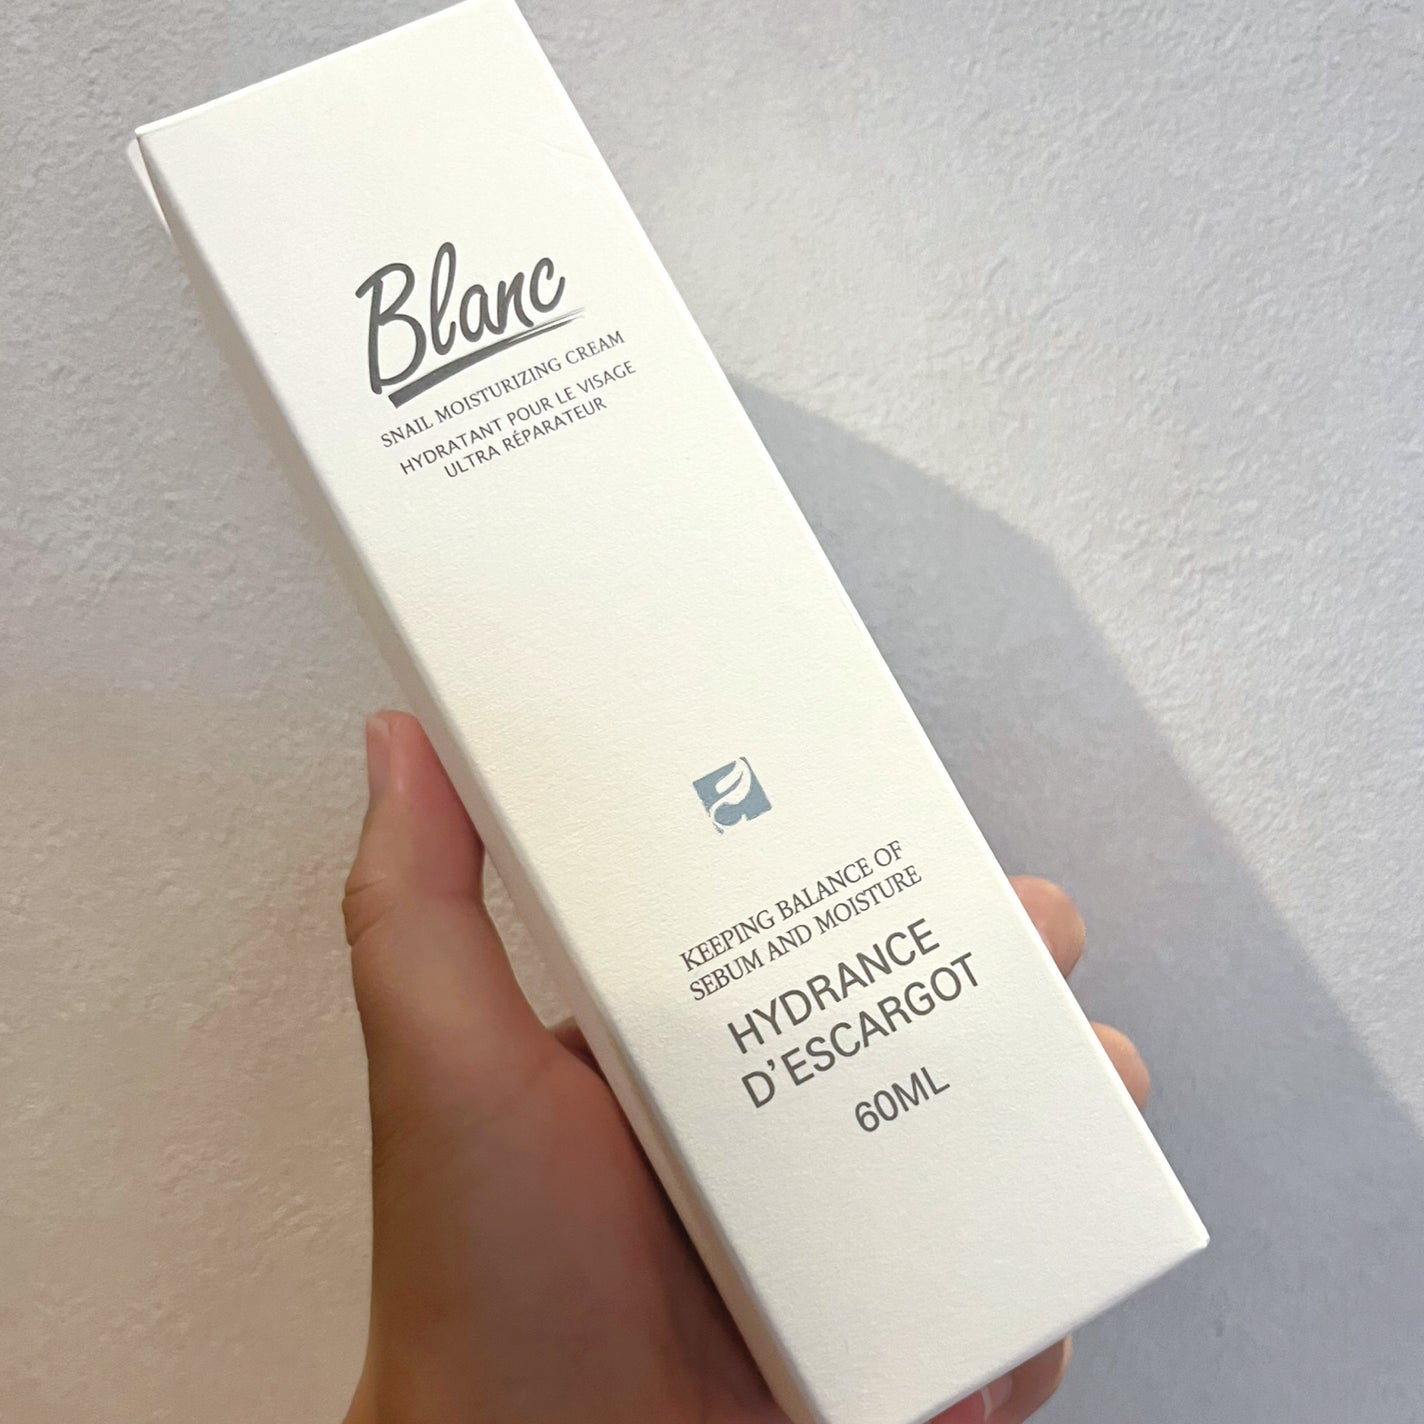 Blanc
SNAIL MOISTURIZING CREAM
HYDRATANT POUR LE VISAGE
ULTRA RÉPARATEUR
KEEPING BALANCE OF
SEBUM AND MOISTURE
HYDRANCE
D'ESCARGOT
60ML